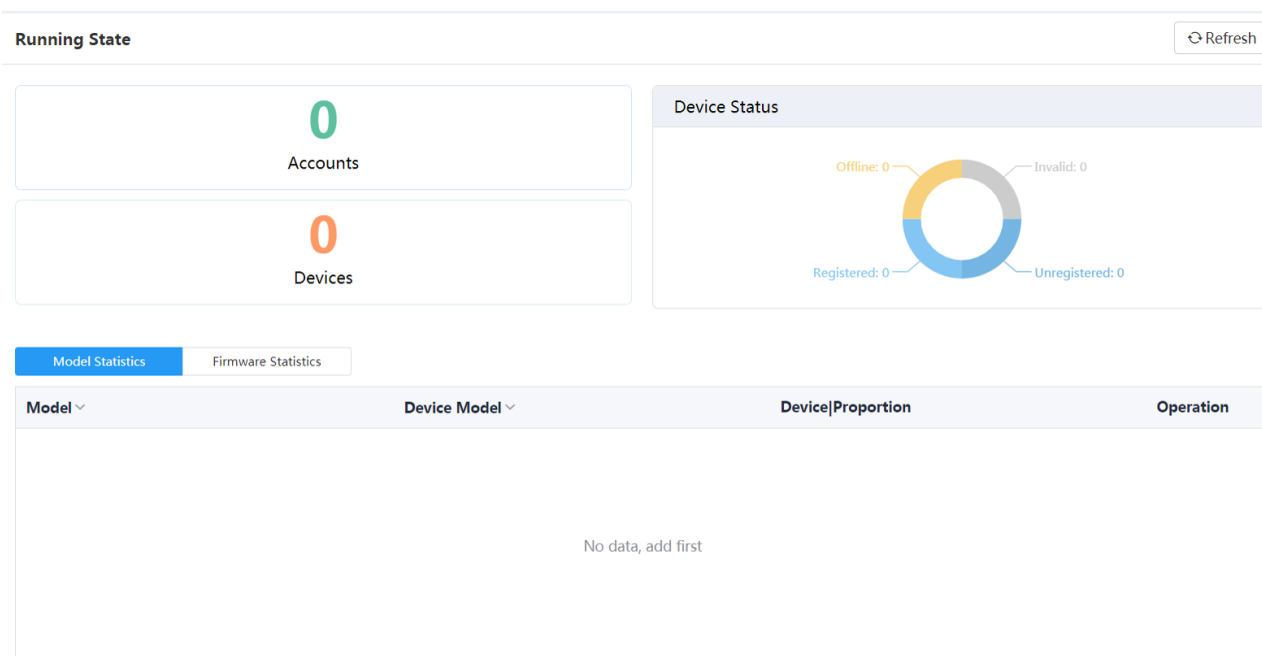 Running State
Refresh
0
Accounts
0
Devices
Device Status
Offline: 0
Invalid: 0
Registered: 0
Unregistered: 0
Model Statistics
Firmware Statistics
Model
Device Model
Device|Proportion
Operation
No data, add first